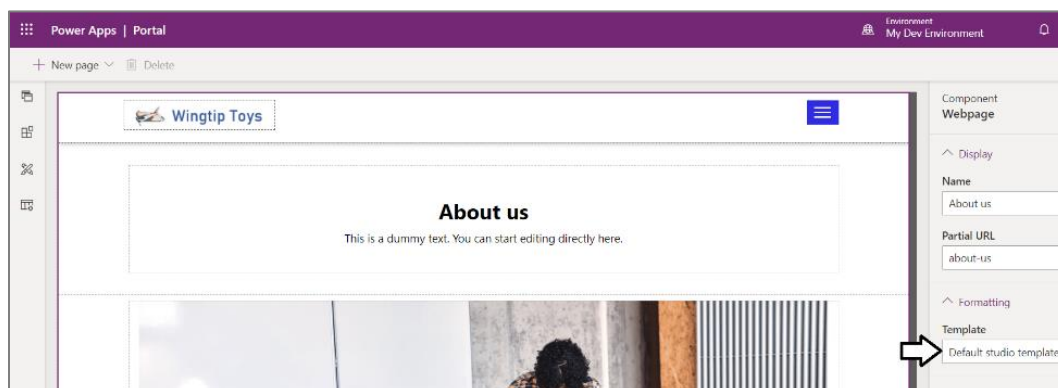 Power Apps | Portal
Environment
My Dev Environment
New page
Delete
Wingtip Toys
About us
This is a dummy text. You can start editing directly here.
Component
Webpage
Display
Name
About us
Partial URL
about-us
Formatting
Template
Default studio template